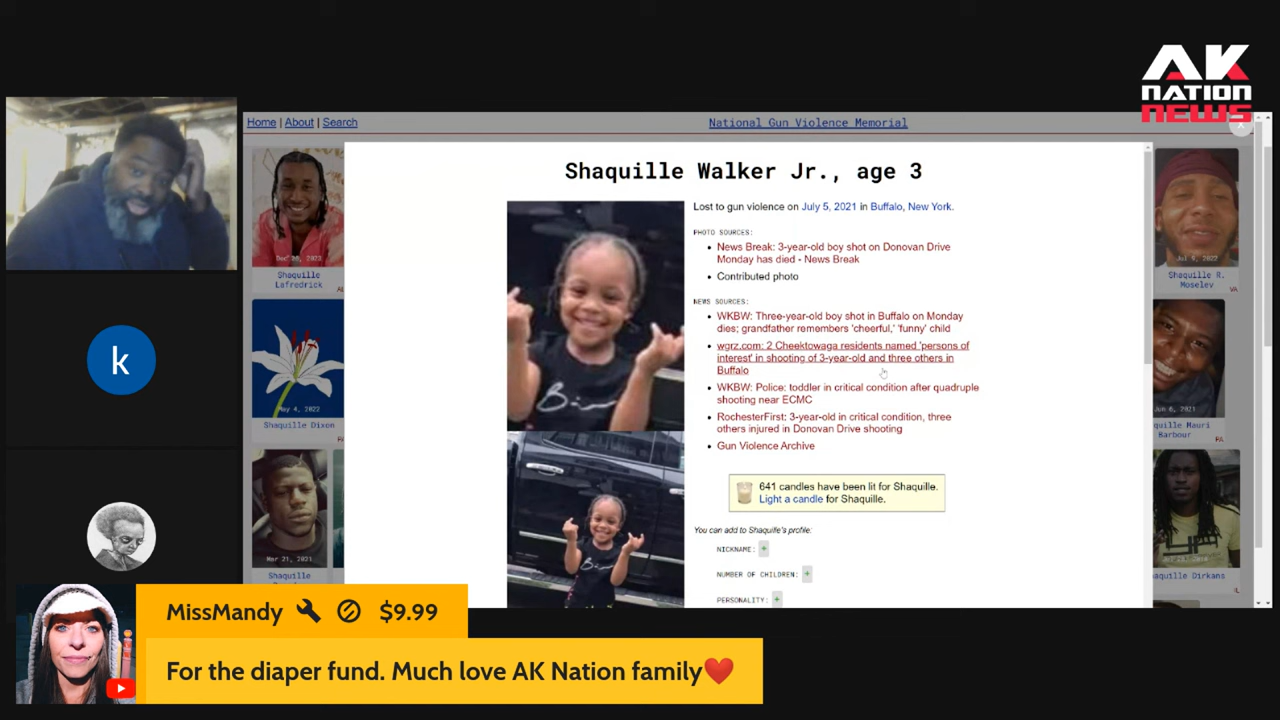 AK
NATION
NEWS
Home | About | Search
National Gun Violence Memorial
Shaquille Walker Jr., age 3
Lost to gun violence on July 5, 2021 in Buffalo, New York.
PHOTO SOURCES:
News Break: 3-year-old boy shot on Donovan Drive
Monday has died - News Break
Contributed photo
NEWS SOURCES:
WKBW: Three-year-old boy shot in Buffalo on Monday
dies; grandfather remembers 'cheerful,' 'funny' child
wgrz.com: 2 Cheektowaga residents named 'persons of
interest' in shooting of 3-year-old and three others in
Buffalo
WKBW: Police: toddler in critical condition after quadruple
shooting near ECMC
RochesterFirst: 3-year-old in critical condition, three
others injured in Donovan Drive shooting
Gun Violence Archive
641 candles have been lit for Shaquille.
Light a candle for Shaquille.
You can add to Shaquille's profile:
NICKNAME: +
NUMBER OF CHILDREN: +
PERSONALITY: +
Shaquille
Lafredrick
May 4, 2022
Shaquille Dixon
Mar 21, 2021
Shaquille
Shaquille R.
Moselev
VA
Jun 6, 2021
quille Mauri
Barbour
PA
aquille Dirkans
IL
k
MissMandy $9.99
For the diaper fund. Much love AK Nation family❤️